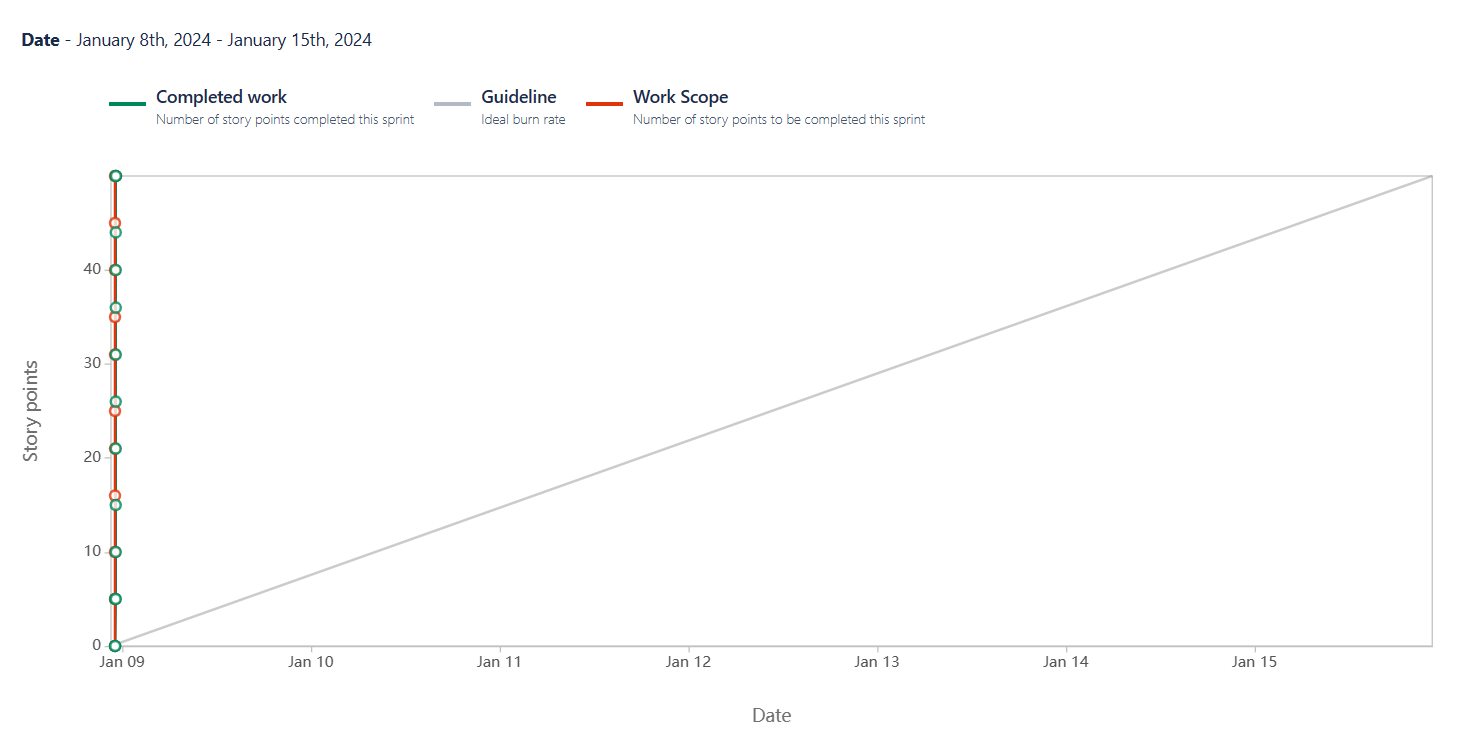 Date - January 8th, 2024 - January 15th, 2024
Completed work
Number of story points completed this sprint
Guideline
Ideal burn rate
Work Scope
Number of story points to be completed this sprint
Story points
40
30
20
10
0
Jan 09 Jan 10 Jan 11 Jan 12 Jan 13 Jan 14 Jan 15
Date